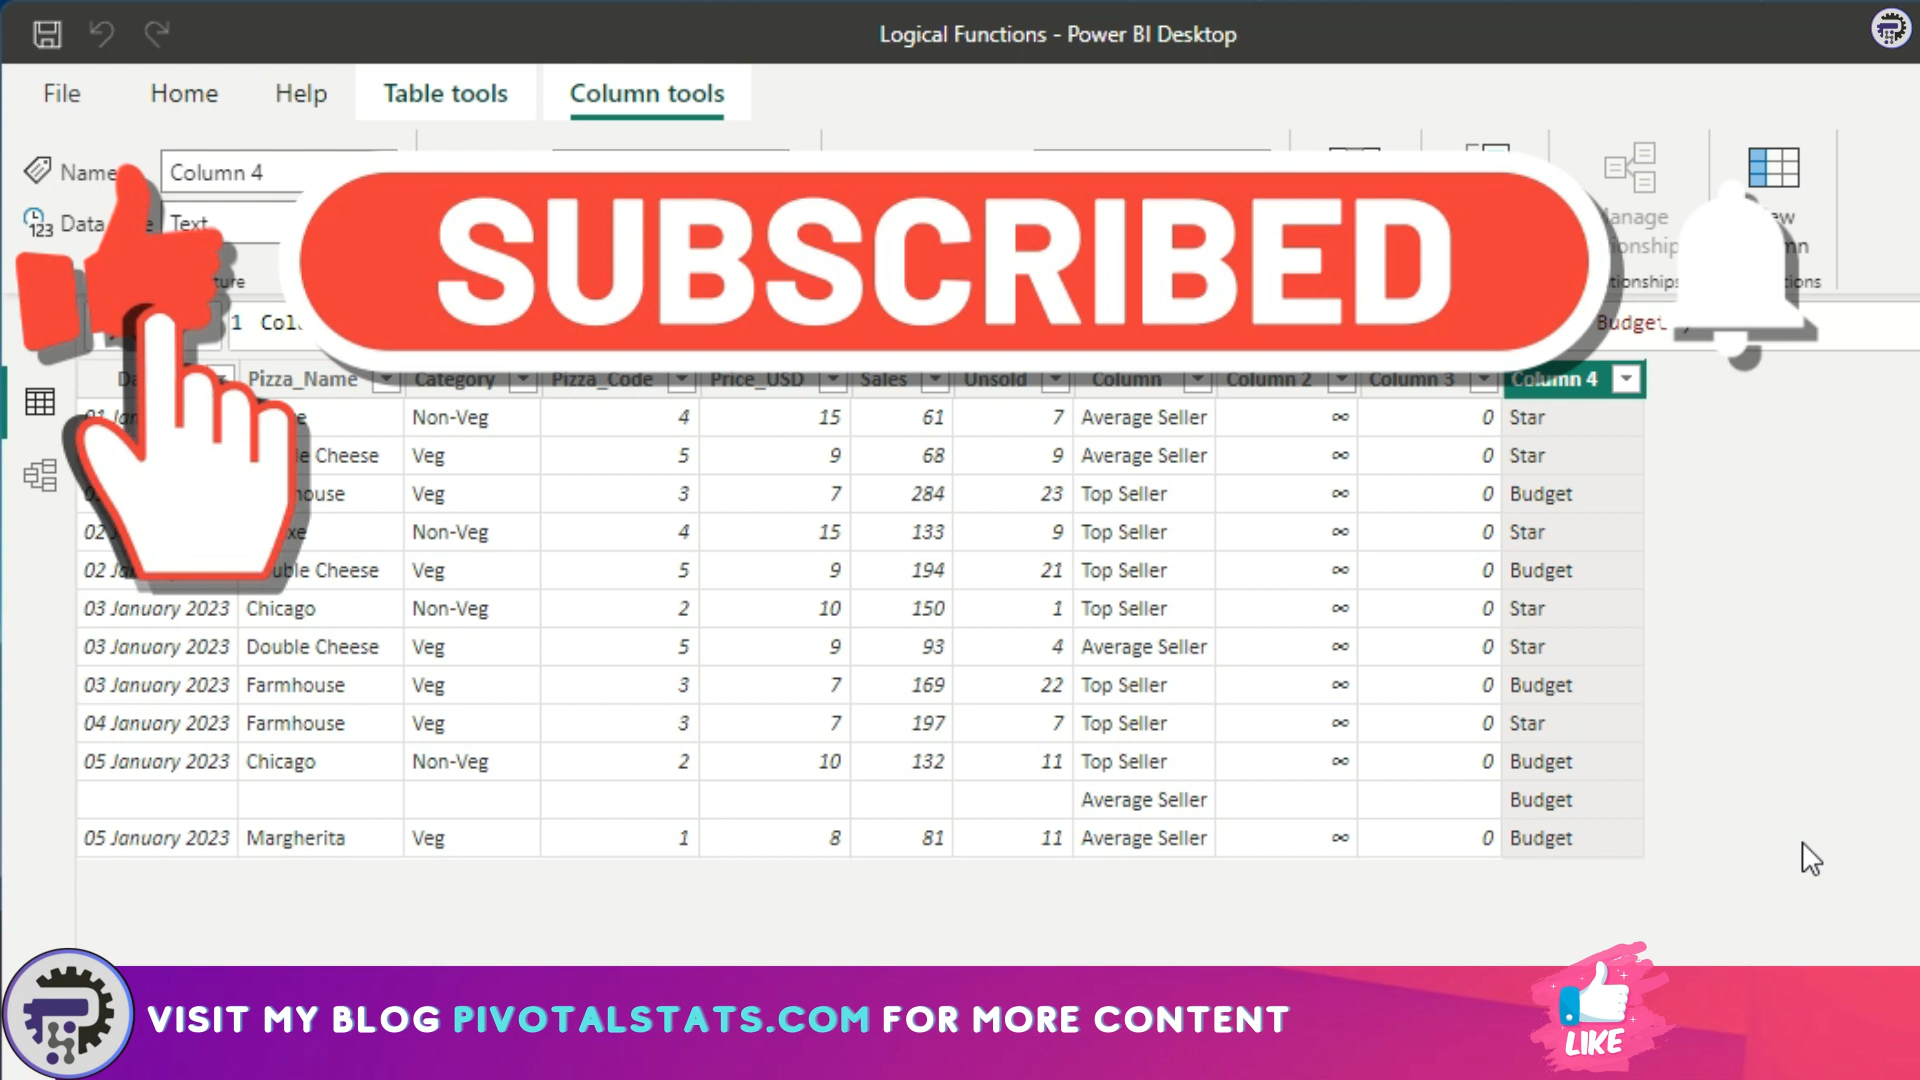 Logical Functions - Power BI Desktop
File Home Help Table tools Column tools
Name Column 4
Data Text
SUBSCRIBED
1
Budget
Pizza_Name Category Pizza_Code Price_USD Sales Unsold Column Column 2 Column 3 Column 4
Non-Veg 4 15 61 7 Average Seller ∞ 0 Star
Cheese Veg 5 9 68 9 Average Seller ∞ 0 Star
Veg 3 7 284 23 Top Seller ∞ 0 Budget
02 Non-Veg 4 15 133 9 Top Seller ∞ 0 Star
02 Cheese Veg 5 9 194 21 Top Seller ∞ 0 Budget
03 January 2023 Chicago Non-Veg 2 10 150 1 Top Seller ∞ 0 Star
03 January 2023 Double Cheese Veg 5 9 93 4 Average Seller ∞ 0 Star
03 January 2023 Farmhouse Veg 3 7 169 22 Top Seller ∞ 0 Budget
04 January 2023 Farmhouse Veg 3 7 197 7 Top Seller ∞ 0 Star
05 January 2023 Chicago Non-Veg 2 10 132 11 Top Seller ∞ 0 Budget
Average Seller Budget
05 January 2023 Margherita Veg 1 8 81 11 Average Seller ∞ 0 Budget
VISIT MY BLOG PIVOTALSTATS.COM FOR MORE CONTENT
LIKE